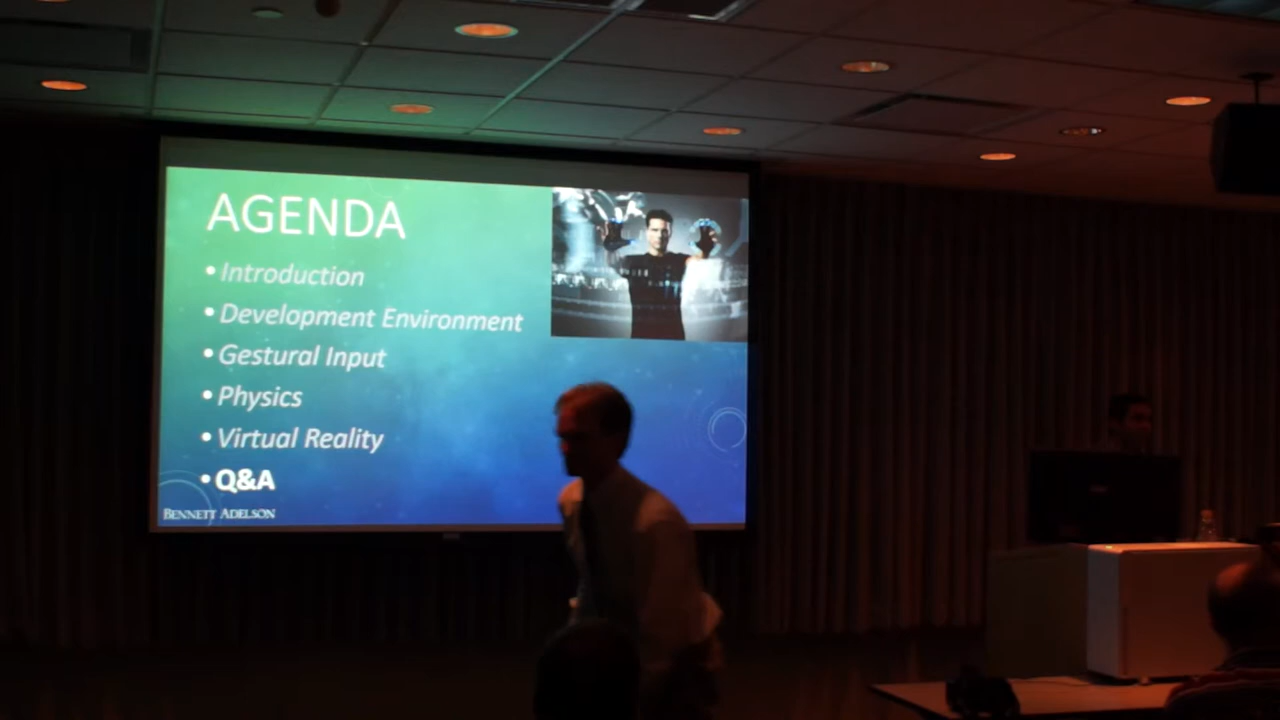 AGENDA
• Introduction
• Development Environment
• Gestural Input
• Physics
• Virtual Reality
• Q&A
BENNETT ADELSON